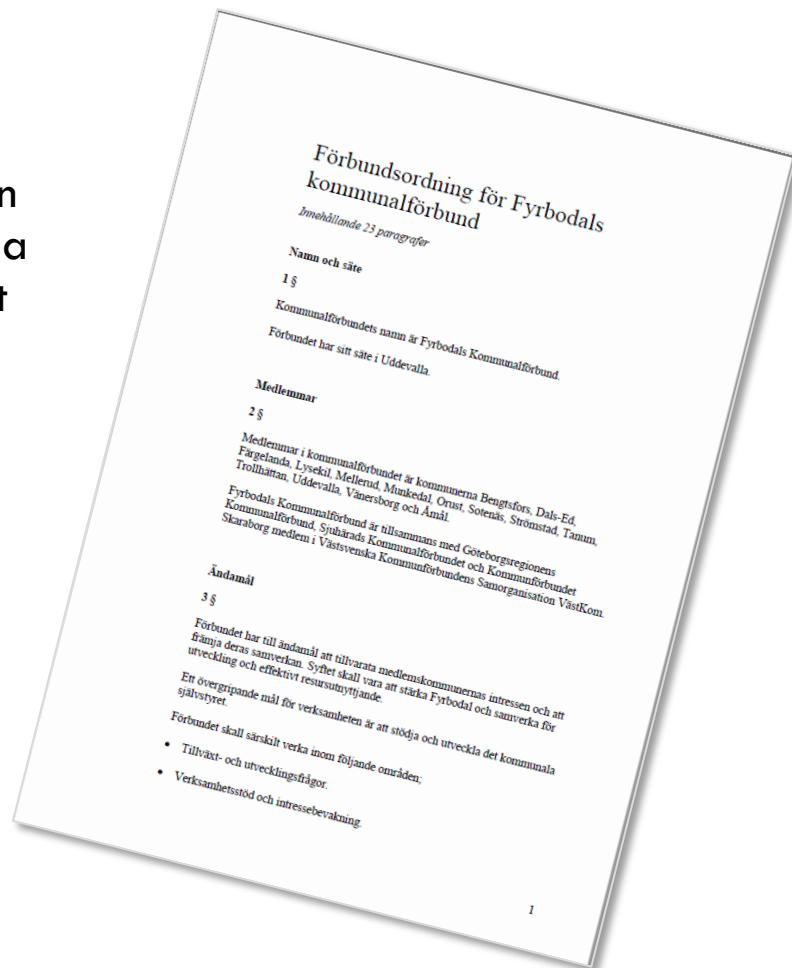 n
a
t
Förbundsordning för Fyrbodals
kommunalförbund
Innehållande 23 paragrafer
Namn och säte
1 §
Kommunalförbundets namn är Fyrbodals Kommunalförbund.
Förbundet har sitt säte i Uddevalla.
Medlemmar
2 §
Medlemmar i kommunalförbundet är kommunerna Bengtsfors, Dals-Ed,
Färgelanda, Lysekil, Mellerud, Munkedal, Orust, Sotenäs, Strömstad, Tanum,
Trollhättan, Uddevalla, Vänersborg och Åmål.
Fyrbodals Kommunalförbund är tillsammans med Göteborgsregionens
Kommunalförbund, Sjuhärads Kommunalförbundet och Kommunförbundet
Skaraborg medlem i Västsvenska Kommunförbundens Samorganisation VästKom.
Ändamål
3 §
Förbundet har till ändamål att tillvarata medlemskommunernas intressen och att
främja deras samverkan. Syftet skall vara att stärka Fyrbodal och samverka för
utveckling och effektivt resursutnyttjande.
Ett övergripande mål för verksamheten är att stödja och utveckla det kommunala
självstyret.
Förbundet skall särskilt verka inom följande områden;
• Tillväxt- och utvecklingsfrågor.
• Verksamhetsstöd och intressebevakning.
1